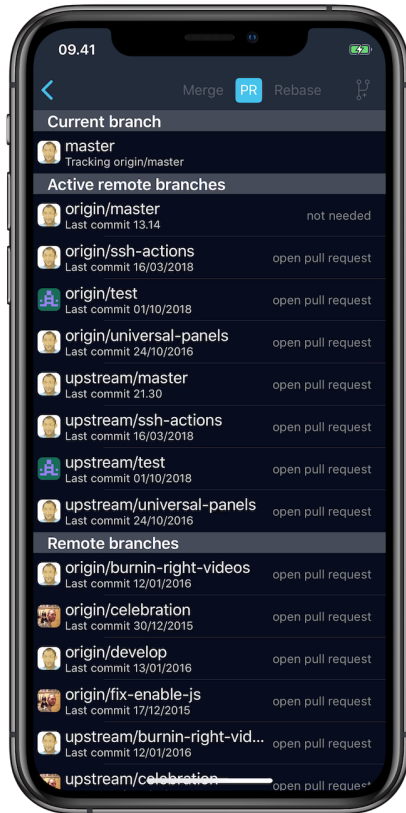 09.41
Merge PR Rebase
Current branch
master
Tracking origin/master
Active remote branches
origin/master
Last commit 13.14
not needed
origin/ssh-actions
Last commit 16/03/2018
open pull request
origin/test
Last commit 01/10/2018
open pull request
origin/universal-panels
Last commit 24/10/2016
open pull request
upstream/master
Last commit 21.30
open pull request
upstream/ssh-actions
Last commit 16/03/2018
open pull request
upstream/test
Last commit 01/10/2018
open pull request
upstream/universal-panels
Last commit 24/10/2016
open pull request
Remote branches
origin/burnin-right-videos
Last commit 12/01/2016
open pull request
origin/celebration
Last commit 30/12/2015
open pull request
origin/develop
Last commit 13/01/2016
open pull request
origin/fix-enable-js
Last commit 17/12/2015
open pull request
upstream/burnin-right-vid...
Last commit 12/01/2016
open pull request
upstream/celebration
open pull request